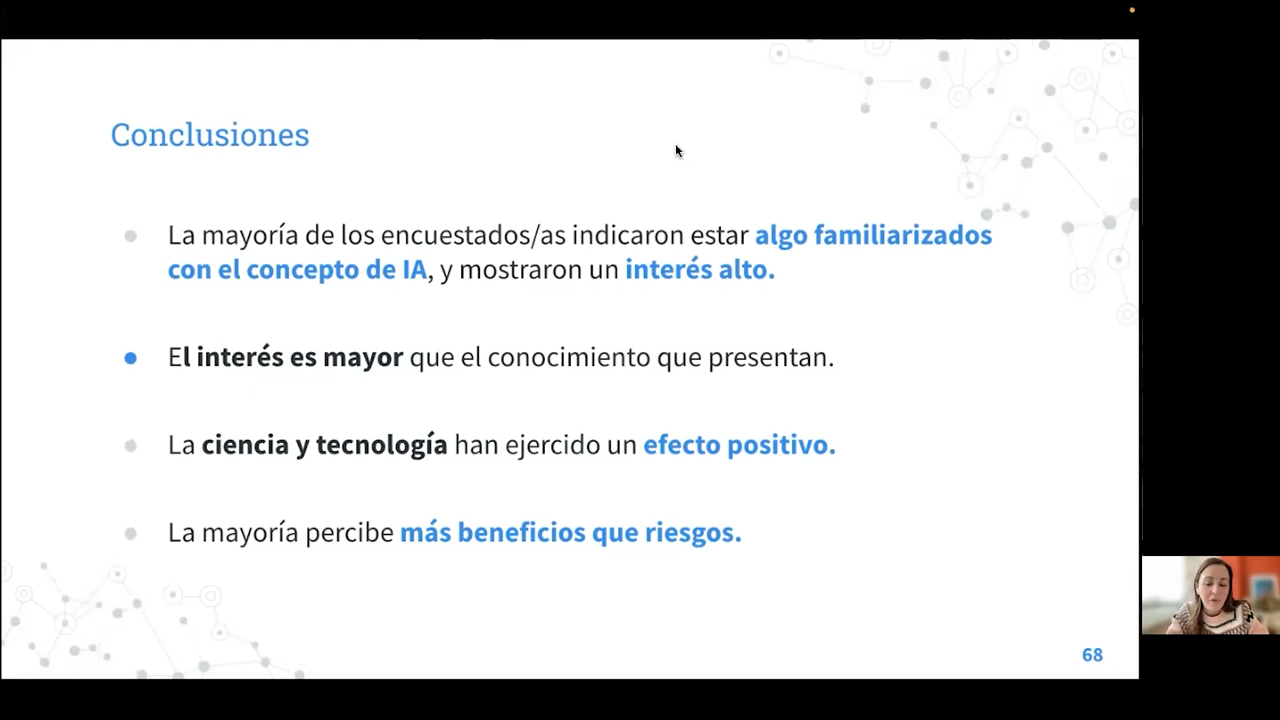 Conclusiones
La mayoría de los encuestados/as indicaron estar algo familiarizados
con el concepto de IA, y mostraron un interés alto.
El interés es mayor que el conocimiento que presentan.
La ciencia y tecnología han ejercido un efecto positivo.
La mayoría percibe más beneficios que riesgos.
68